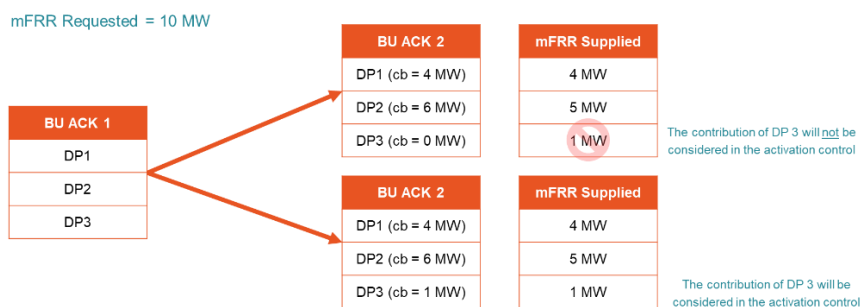 mFRR Requested = 10 MW
BU ACK 1
DP1
DP2
DP3
BU ACK 2
DP1 (cb = 4 MW)
DP2 (cb = 6 MW)
DP3 (cb = 0 MW)
mFRR Supplied
4 MW
5 MW
1 MW
The contribution of DP 3 will not be
considered in the activation control
BU ACK 2
DP1 (cb = 4 MW)
DP2 (cb = 6 MW)
DP3 (cb = 1 MW)
mFRR Supplied
4 MW
5 MW
1 MW
The contribution of DP 3 will be
considered in the activation control